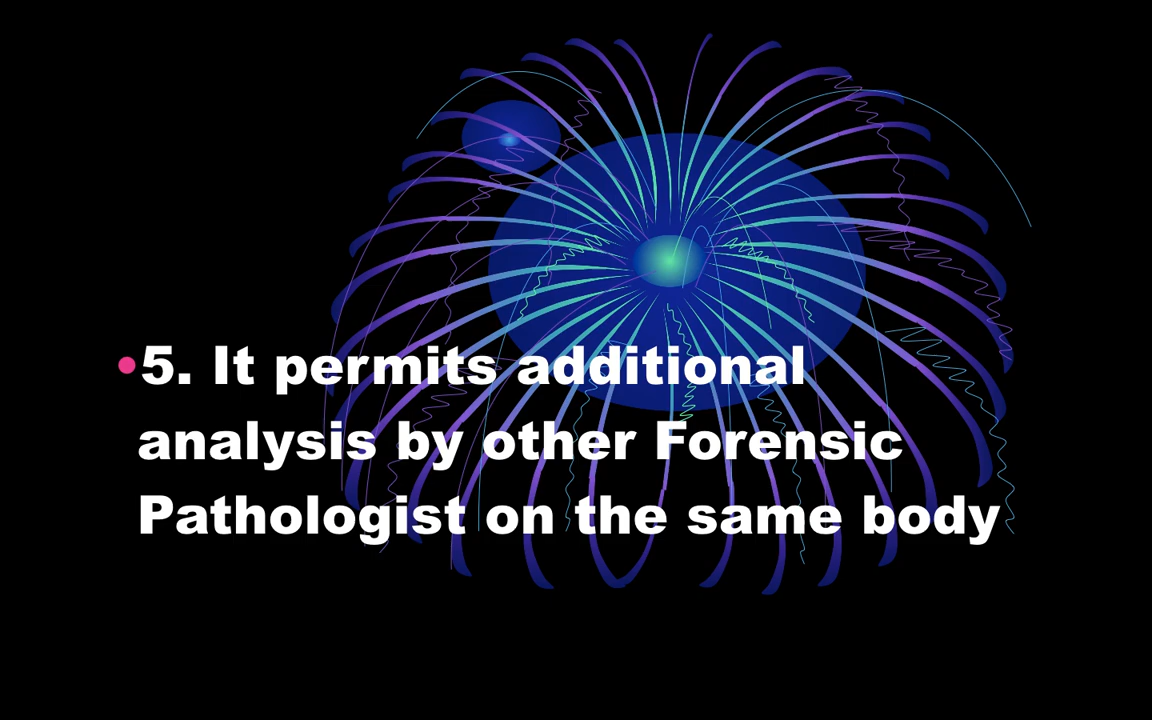 •5. It permits additional
analysis by other Forensic
Pathologist on the same body